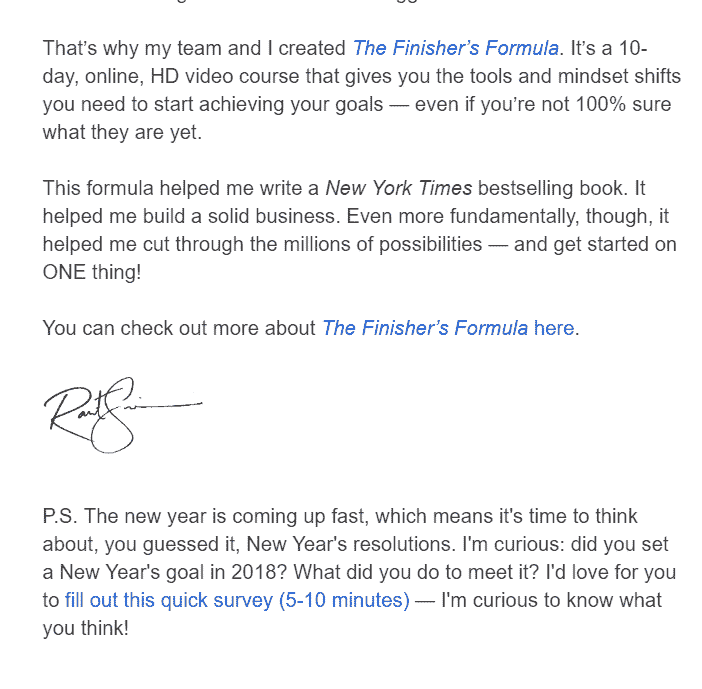 That’s why my team and I created The Finisher’s Formula. It’s a 10-
day, online, HD video course that gives you the tools and mindset shifts
you need to start achieving your goals — even if you’re not 100% sure
what they are yet.
This formula helped me write a New York Times bestselling book. It
helped me build a solid business. Even more fundamentally, though, it
helped me cut through the millions of possibilities — and get started on
ONE thing!
You can check out more about The Finisher’s Formula here.
P.S. The new year is coming up fast, which means it's time to think
about, you guessed it, New Year's resolutions. I'm curious: did you set
a New Year's goal in 2018? What did you do to meet it? I'd love for you
to fill out this quick survey (5-10 minutes) — I'm curious to know what
you think!